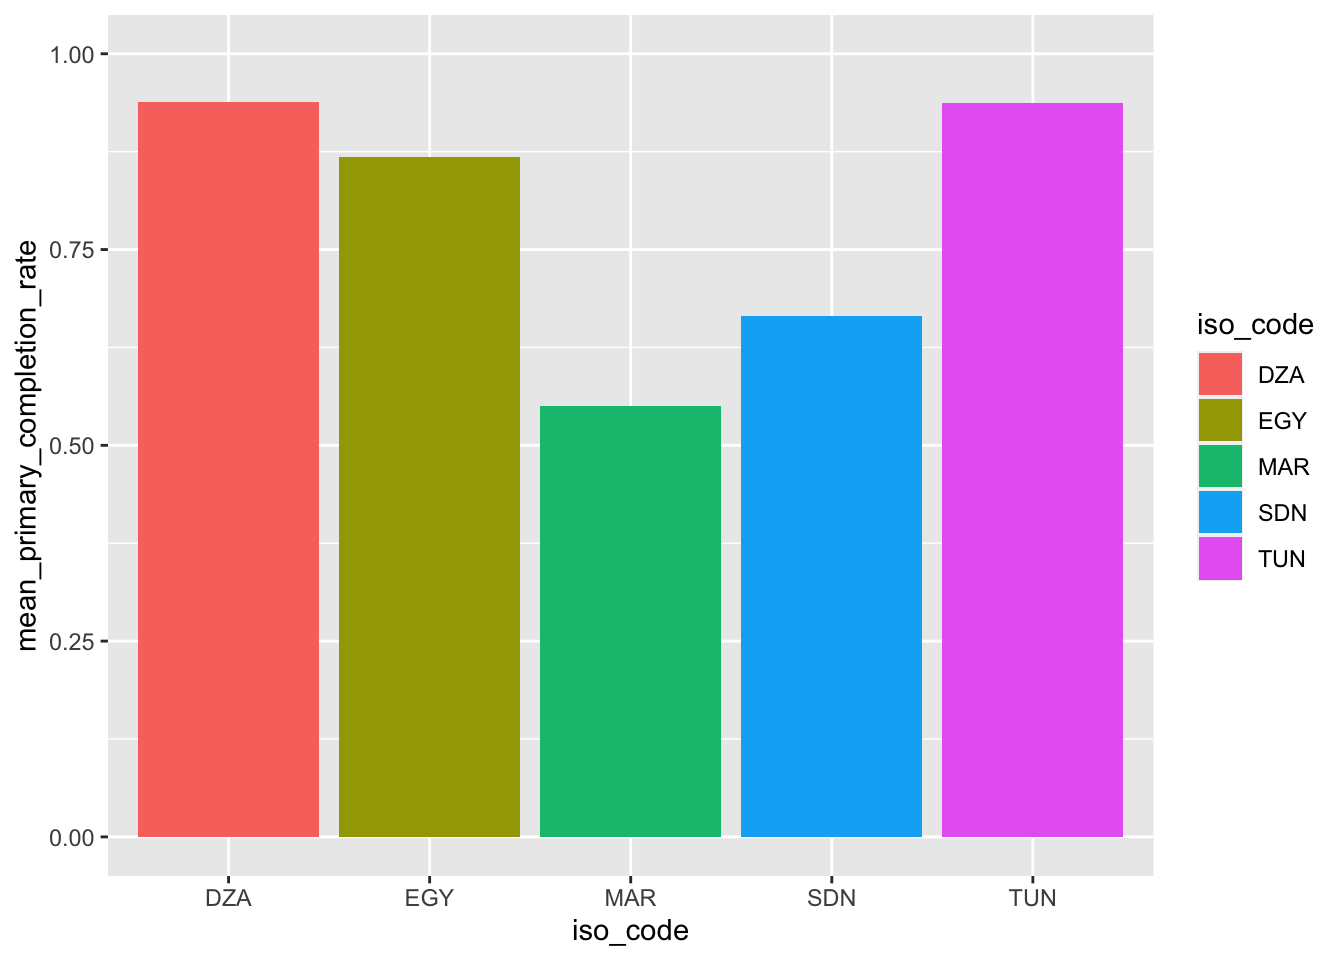 mean_primary_completion_rate
1.00
0.75
0.50
0.25
0.00
DZA EGY MAR SDN TUN
iso_code
iso_code
DZA
EGY
MAR
SDN
TUN